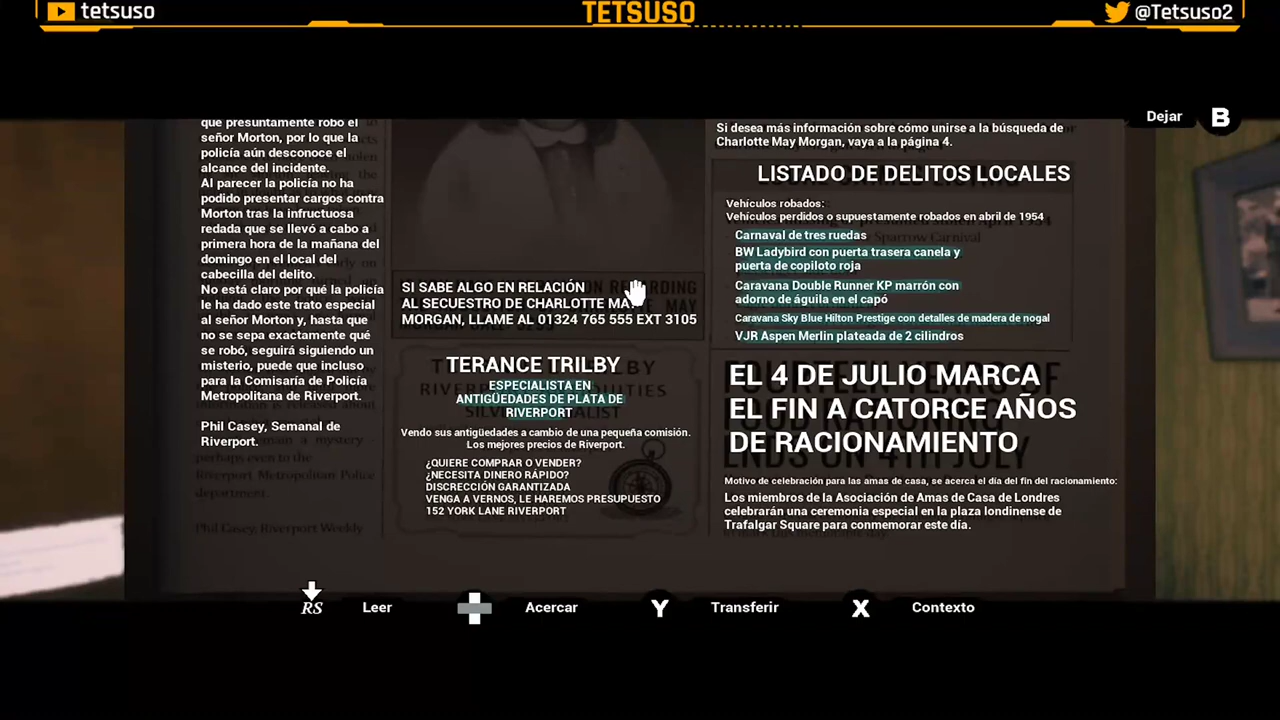 tetsuso
TETSUSO
@Tetsuso2
Dejar B
que presuntamente robó el
señor Morton, por lo que la
policía aún desconoce el
alcance del incidente.
Al parecer la policía no ha
podido presentar cargos contra
Morton tras la infructuosa
redada que se llevó a cabo a
primera hora de la mañana del
domingo en el local del
cabecilla del delito.
No está claro por qué la policía
le ha dado este trato especial
al señor Morton y, hasta que
no se sepa exactamente qué
se robó, seguirá siguiendo un
misterio, puede que incluso
para la Comisaría de Policía
Metropolitana de Riverport.
Phil Casey, Semanal de
Riverport.
Phil Casey, Riverport Weekly
SI SABE ALGO EN RELACIÓN
AL SECUESTRO DE CHARLOTTE MAY
MORGAN, LLAME AL 01324 765 555 EXT 3105
TERANCE TRILBY
ESPECIALISTA EN
ANTIGÜEDADES DE PLATA DE
RIVERPORT
Vendo sus antigüedades a cambio de una pequeña comisión.
Los mejores precios de Riverport.
¿QUIERE COMPRAR O VENDER?
¿NECESITA DINERO RÁPIDO?
DISCRECIÓN GARANTIZADA
VENGA A VERNOS, LE HAREMOS PRESUPUESTO
152 YORK LANE RIVERPORT
Si desea más información sobre cómo unirse a la búsqueda de
Charlotte May Morgan, vaya a la página 4.
LISTADO DE DELITOS LOCALES
Vehículos robados:
Vehículos perdidos o supuestamente robados en abril de 1954
Carnaval de tres ruedas
BW Ladybird con puerta trasera canela y
puerta de copiloto roja
Caravana Double Runner KP marrón con
adorno de águila en el capó
Caravana Sky Blue Hilton Prestige con detalles de madera de nogal
VJR Aspen Merlin plateada de 2 cilindros
EL 4 DE JULIO MARCA
EL FIN A CATORCE AÑOS
DE RACIONAMIENTO
Motivo de celebración para las amas de casa, se acerca el día del fin del racionamiento:
Los miembros de la Asociación de Amas de Casa de Londres
celebrarán una ceremonia especial en la plaza londinense de
Trafalgar Square para conmemorar este día.
RS Leer Acercar Y Transferir X Contexto